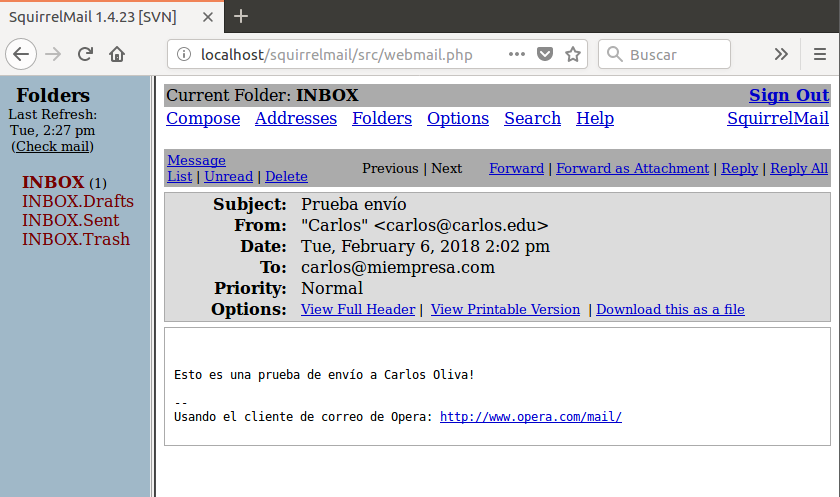 SquirrelMail 1.4.23 [SVN]
localhost/squirrelmail/src/webmail.php
Buscar
Folders
Last Refresh:
Tue, 2:27 pm
(Check mail)
INBOX (1)
INBOX.Drafts
INBOX.Sent
INBOX.Trash
Current Folder: INBOX Sign Out
Compose Addresses Folders Options Search Help SquirrelMail
Message
List | Unread | Delete Previous | Next Forward | Forward as Attachment | Reply | Reply All
Subject: Prueba envío
From: "Carlos" <carlos@carlos.edu>
Date: Tue, February 6, 2018 2:02 pm
To: carlos@miempresa.com
Priority: Normal
Options: View Full Header | View Printable Version | Download this as a file
Esto es una prueba de envío a Carlos Oliva!
--
Usando el cliente de correo de Opera: http://www.opera.com/mail/